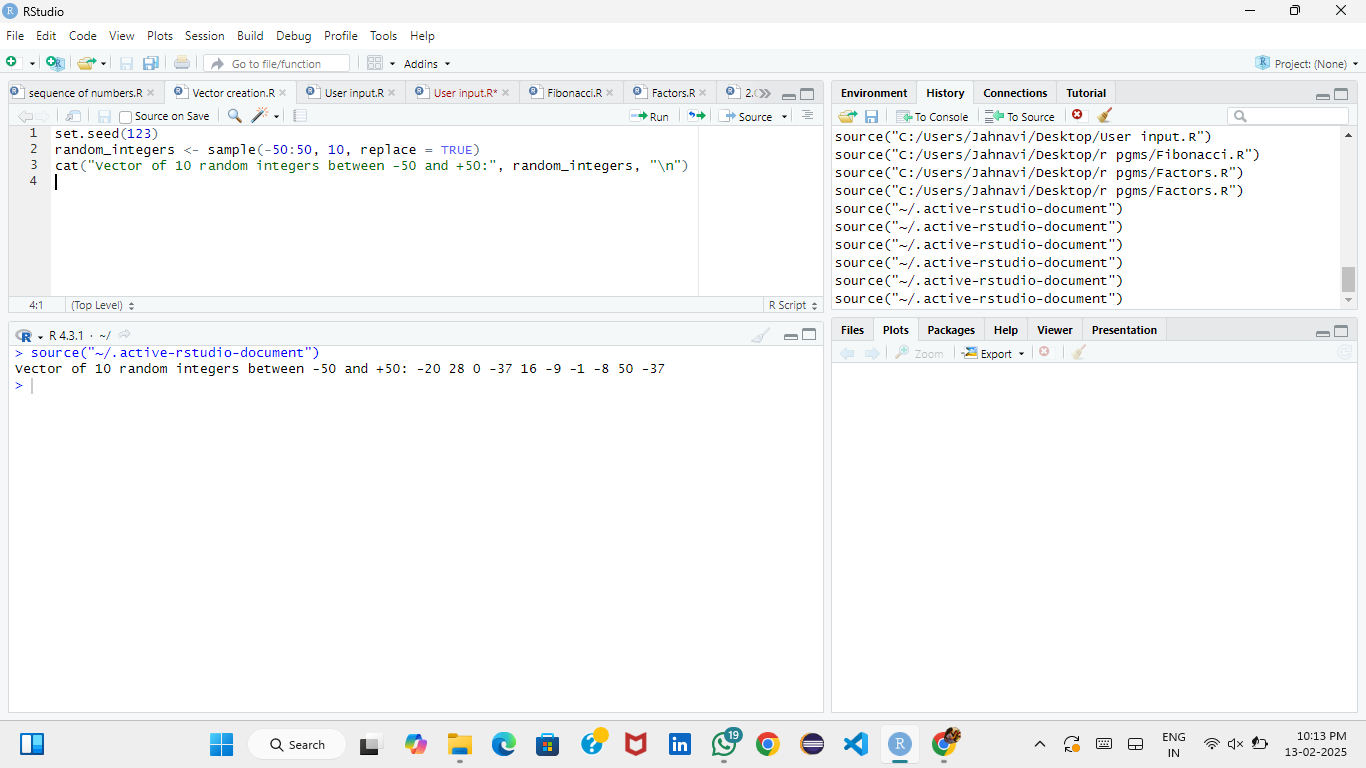 RStudio
File Edit Code View Plots Session Build Debug Profile Tools Help
Go to file/function Addins Project: (None)
sequence of numbers.R Vector creation.R User input.R User input.R* Fibonacci.R Factors.R 2.
Source on Save Run Source
1 set.seed(123)
2 random_integers <- sample(-50:50, 10, replace = TRUE)
3 cat("Vector of 10 random integers between -50 and +50:", random_integers, "\n")
4
4:1 (Top Level) R Script
R 4.3.1 · ~/
> source("~/.active-rstudio-document")
Vector of 10 random integers between -50 and +50: -20 28 0 -37 16 -9 -1 -8 50 -37
>
Environment History Connections Tutorial
To Console To Source
source("C:/Users/Jahnavi/Desktop/User input.R")
source("C:/Users/Jahnavi/Desktop/r pgms/Fibonacci.R")
source("C:/Users/Jahnavi/Desktop/r pgms/Factors.R")
source("C:/Users/Jahnavi/Desktop/r pgms/Factors.R")
source("~/.active-rstudio-document")
source("~/.active-rstudio-document")
source("~/.active-rstudio-document")
source("~/.active-rstudio-document")
source("~/.active-rstudio-document")
source("~/.active-rstudio-document")
Files Plots Packages Help Viewer Presentation
Zoom Export
Search 19 ENG IN 10:13 PM
13-02-2025